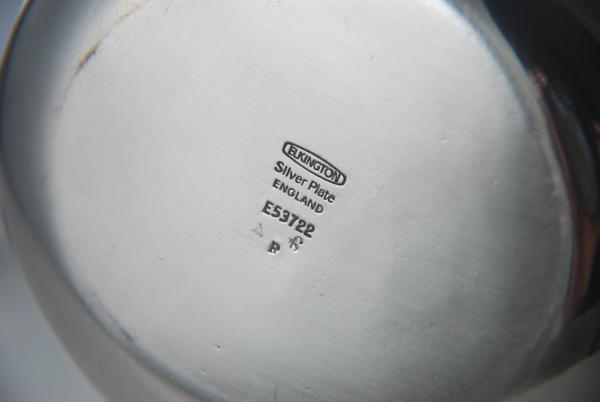 ELKINGTON
Silver Plate
ENGLAND
E53722